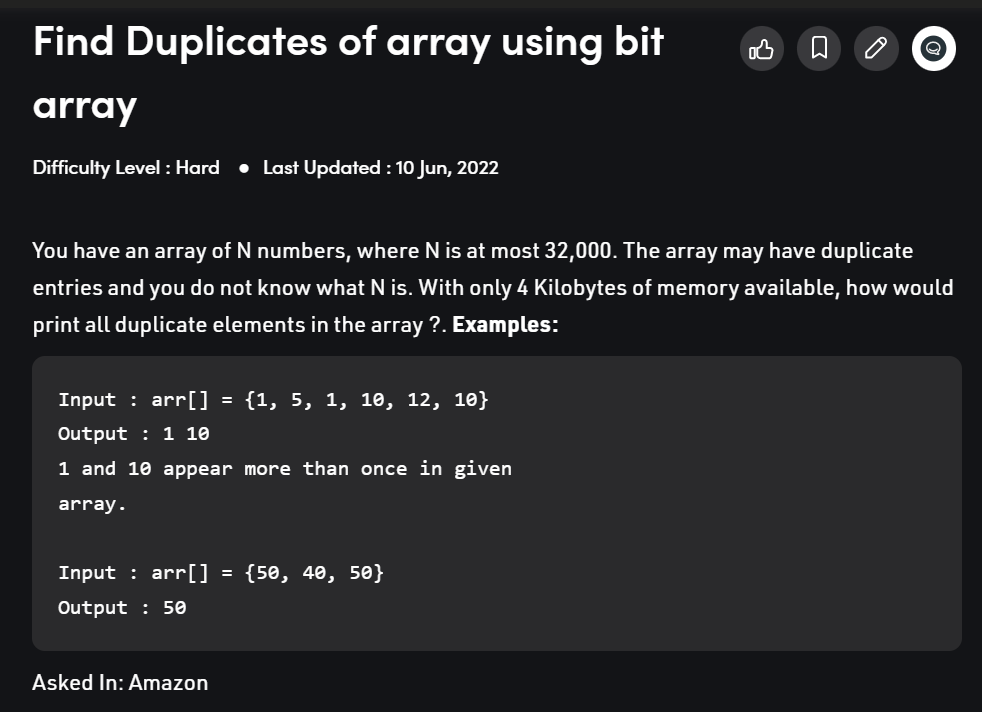 Find Duplicates of array using bit
array
Difficulty Level : Hard ● Last Updated : 10 Jun, 2022
You have an array of N numbers, where N is at most 32,000. The array may have duplicate
entries and you do not know what N is. With only 4 Kilobytes of memory available, how would
print all duplicate elements in the array ?. Examples:
Input : arr[] = {1, 5, 1, 10, 12, 10}
Output : 1 10
1 and 10 appear more than once in given
array.
Input : arr[] = {50, 40, 50}
Output : 50
Asked In: Amazon